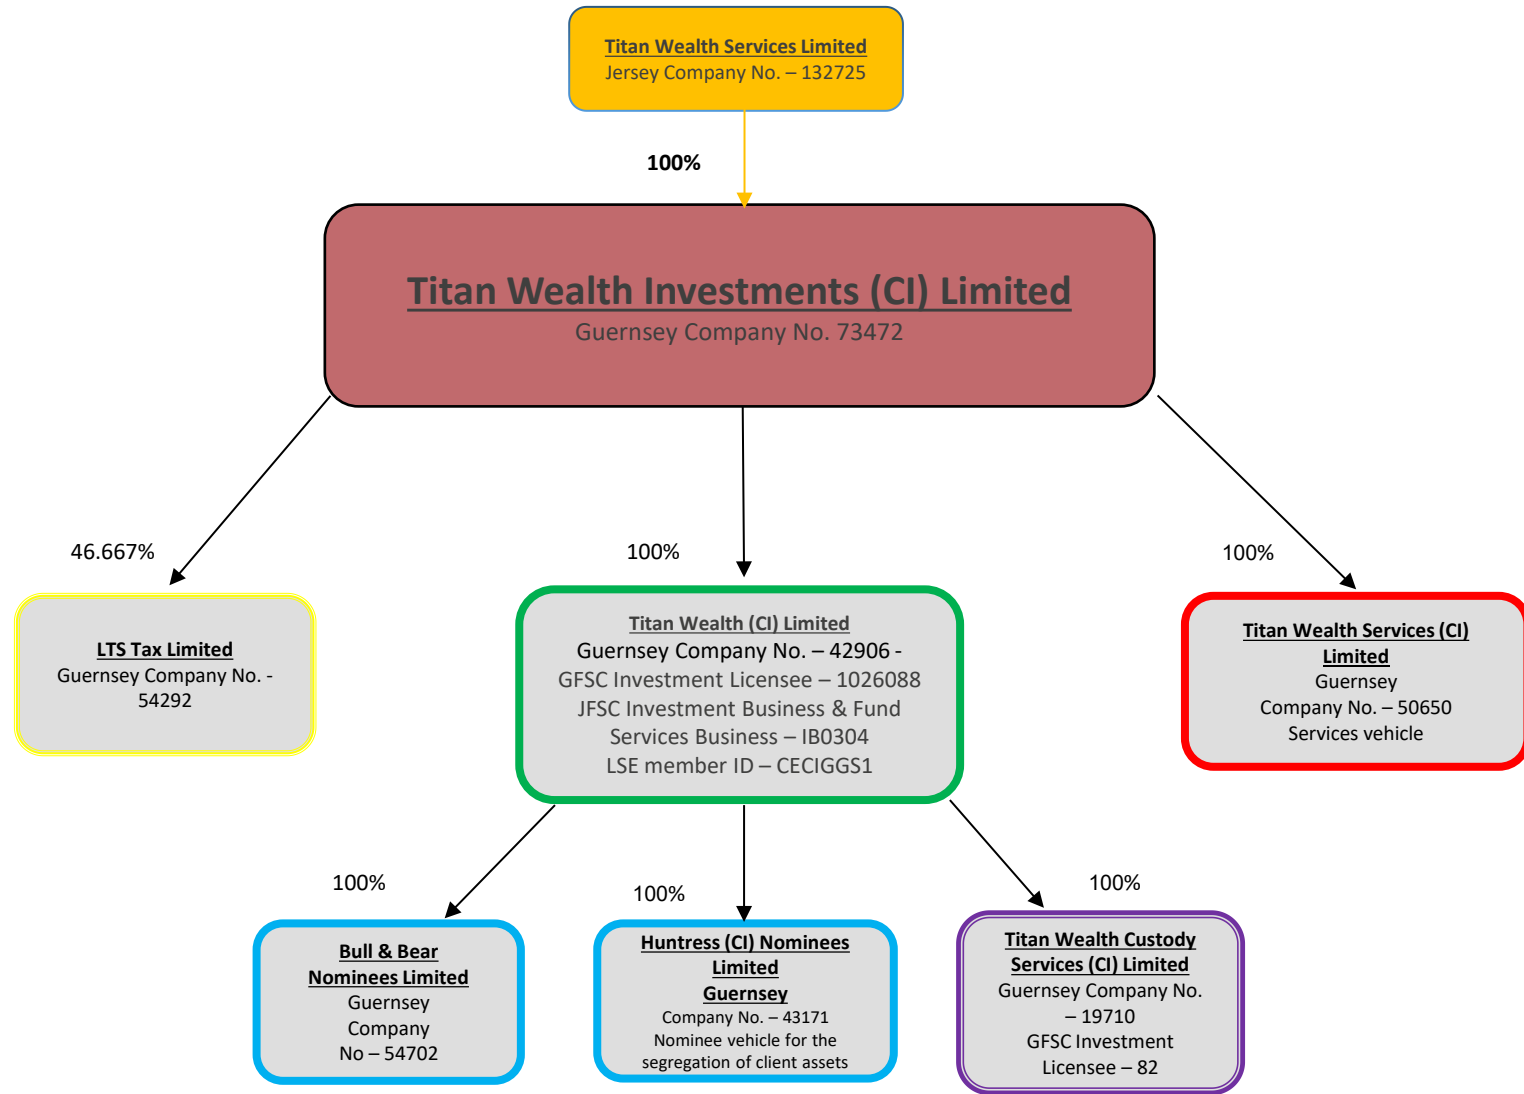 Titan Wealth Services Limited
Jersey Company No. – 132725
100%
Titan Wealth Investments (CI) Limited
Guernsey Company No. 73472
46.667%
100%
100%
LTS Tax Limited
Guernsey Company No. -
54292
Titan Wealth (CI) Limited
Guernsey Company No. – 42906 -
GFSC Investment Licensee – 1026088
JFSC Investment Business & Fund
Services Business – IB0304
LSE member ID – CECIGGS1
Titan Wealth Services (CI)
Limited
Guernsey
Company No. – 50650
Services vehicle
100%
100%
100%
Bull & Bear
Nominees Limited
Guernsey
Company
No – 54702
Huntress (CI) Nominees
Limited
Guernsey
Company No. – 43171
Nominee vehicle for the
segregation of client assets
Titan Wealth Custody
Services (CI) Limited
Guernsey Company No.
– 19710
GFSC Investment
Licensee – 82